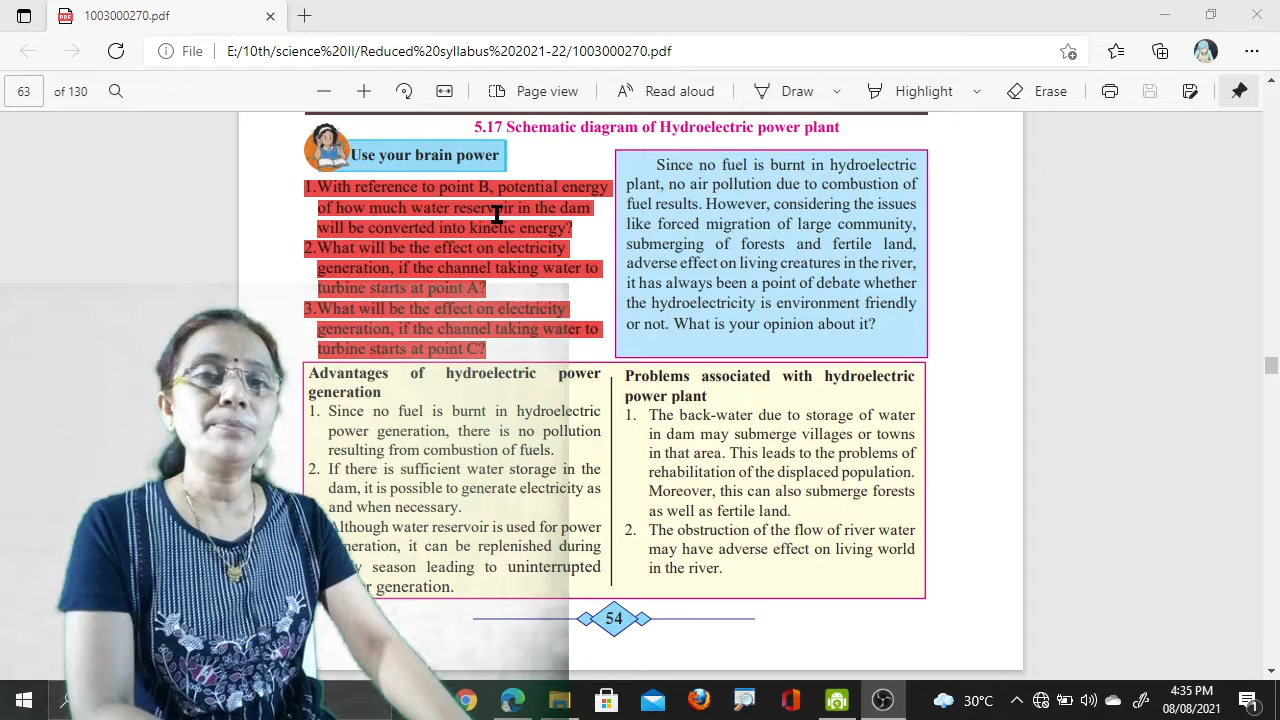 1003000270.pdf
File
E:/10th/science%20II/Reduced%20syllabus%202021-22/1003000270.pdf
63
of 130
Page view
Read aloud
Draw
Highlight
Erase
5.17 Schematic diagram of Hydroelectric power plant
Use your brain power
1.With reference to point B, potential energy
of how much water reservoir in the dam
will be converted into kinetic energy?
2.What will be the effect on electricity
generation, if the channel taking water to
turbine starts at point A?
3.What will be the effect on electricity
generation, if the channel taking water to
turbine starts at point C?
Since no fuel is burnt in hydroelectric
plant, no air pollution due to combustion of
fuel results. However, considering the issues
like forced migration of large community,
submerging of forests and fertile land,
adverse effect on living creatures in the river,
it has always been a point of debate whether
the hydroelectricity is environment friendly
or not. What is your opinion about it?
Advantages of hydroelectric power
generation
1. Since no fuel is burnt in hydroelectric
power generation, there is no pollution
resulting from combustion of fuels.
2. If there is sufficient water storage in the
dam, it is possible to generate electricity as
and when necessary.
Although water reservoir is used for power
it can be replenished during
season leading to uninterrupted
generation.
Problems associated with hydroelectric
power plant
1. The back-water due to storage of water
in dam may submerge villages or towns
in that area. This leads to the problems of
rehabilitation of the displaced population.
Moreover, this can also submerge forests
as well as fertile land.
2. The obstruction of the flow of river water
may have adverse effect on living world
in the river.
54
30°C
4:35 PM
08/08/2021
1